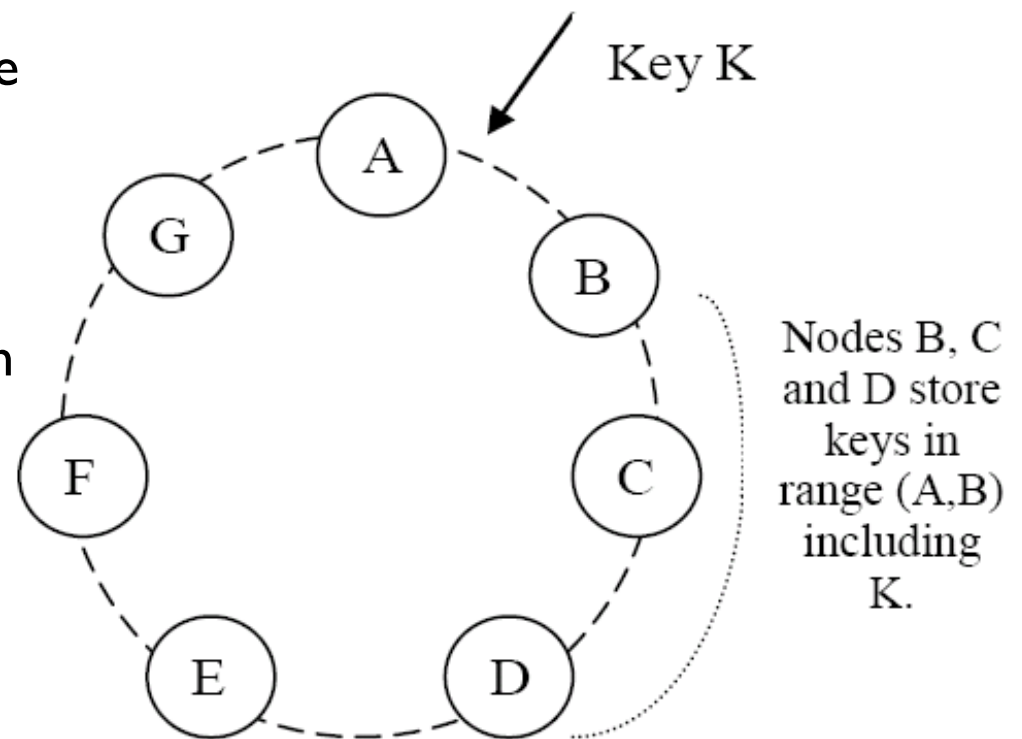 e
Key K
A
G
B
n
Nodes B, C
and D store
keys in
range (A,B)
including
K.
F
C
E
D